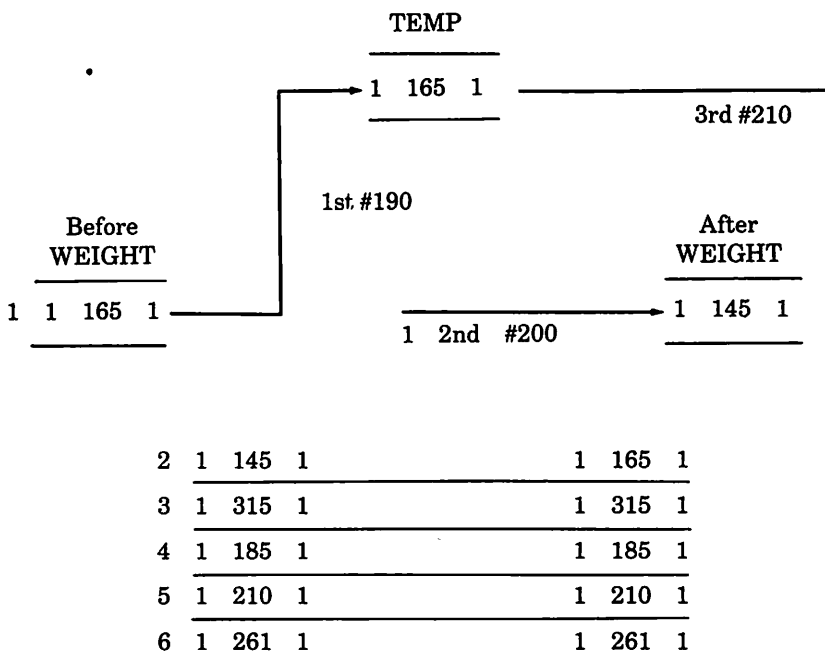 TEMP
1 165 1
3rd #210
1st #190
Before
WEIGHT
After
WEIGHT
1 1 165 1
1 145 1
1 2nd #200
2 1 145 1 1 165 1
3 1 315 1 1 315 1
4 1 185 1 1 185 1
5 1 210 1 1 210 1
6 1 261 1 1 261 1